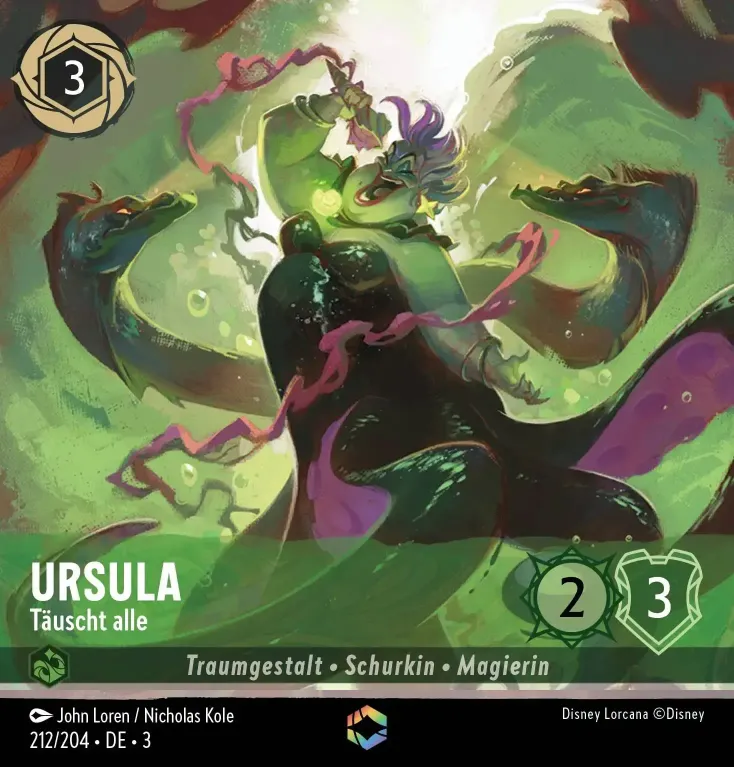 3
URSULA
Täuscht alle
2
3
Traumgestalt • Schurkin • Magierin
John Loren / Nicholas Kole
Disney Lorcana ©Disney
212/204 • DE • 3